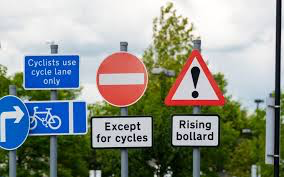 Cyclists use
cycle lane
only
Except
for cycles
Rising
bollard